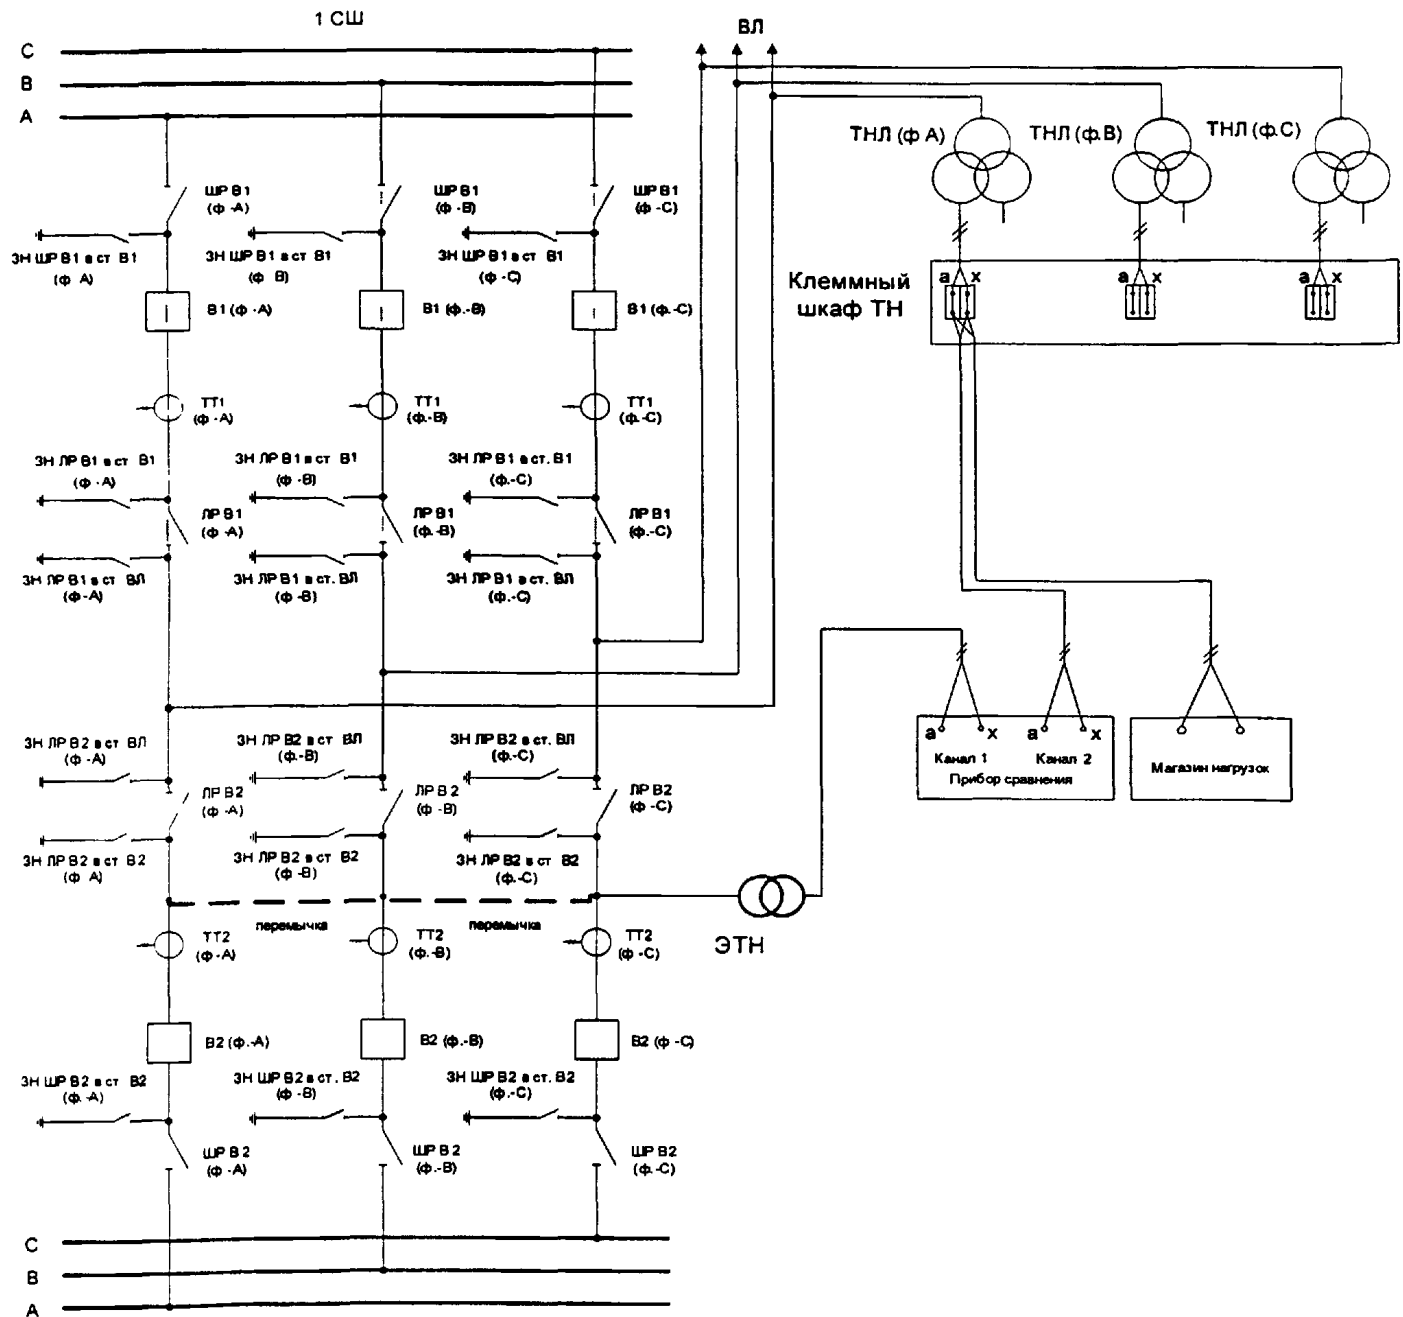 1 СШ
ВЛ
С
В
А
ТНЛ (ф А)
ТНЛ (ф.В)
ТНЛ (ф.С)
ШР В1
(ф -А)
ШР В1
(ф -В)
ШР В1
(ф -С)
ЗН ШР В1 в ст В1
(ф А)
ЗН ШР В1 в ст В1
(ф В)
ЗН ШР В1 в ст В1
(ф -С)
Клеммный
шкаф ТН
а х
а х
а х
В1 (ф -А)
В1 (ф.-В)
В1 (ф.-С)
ТТ1
(ф -А)
ТТ1
(ф.-В)
ТТ1
(ф.-С)
ЗН ЛР В1 в ст В1
(ф -А)
ЗН ЛР В1 в ст В1
(ф -В)
ЗН ЛР В1 в ст. В1
(ф.-С)
ЛР В1
(ф -А)
ЛР В1
(ф.-В)
ЛР В1
(ф.-С)
ЗН ЛР В1 в ст ВЛ
(ф -А)
ЗН ЛР В1 в ст. ВЛ
(ф -В)
ЗН ЛР В1 в ст. ВЛ
(ф.-С)
ЗН ЛР В2 в ст ВЛ
(ф -А)
ЗН ЛР В2 в ст ВЛ
(ф.-В)
ЗН ЛР В2 в ст. ВЛ
(ф.-С)
а х
а х
Канал 1
Канал 2
Прибор сравнения
Магазин нагрузок
ЛР В2
(ф -А)
ЛР В2
(ф -В)
ЛР В2
(ф -С)
ЗН ЛР В2 в ст В2
(ф А)
ЗН ЛР В2 в ст В2
(ф -В)
ЗН ЛР В2 в ст В2
(ф.-С)
перемычка
перемычка
ТТ2
(ф -А)
ТТ2
(ф.-В)
ТТ2
(ф -С)
ЭТН
В2 (ф.-А)
В2 (ф.-В)
В2 (ф -С)
ЗН ШР В2 в ст В2
(ф.-А)
ЗН ШР В2 в ст. В2
(ф -В)
ЗН ШР В2 в ст. В2
(ф.-С)
ШР В2
(ф -А)
ШР В2
(ф.-В)
ШР В2
(ф.-С)
С
В
А